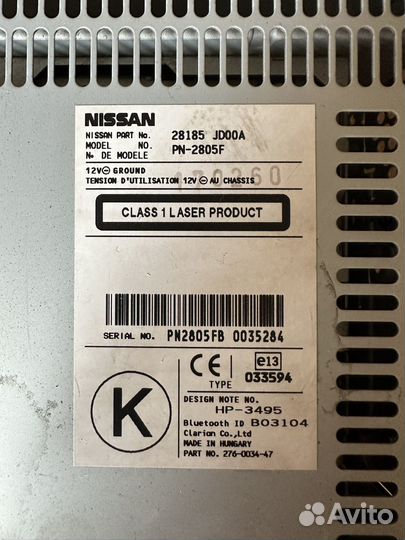 NISSAN
NISSAN PART No. 28185 JD00A
MODEL NO. PN-2805F
No. DE MODELE
12V⊖GROUND
TENSION D'UTILISATION 12V ⊖ AU CHASSIS
170260
CLASS 1 LASER PRODUCT
SERIAL NO. PN2805FB 0035284
CE e13
TYPE 033594
K
DESIGN NOTE NO.
HP-3495
Bluetooth ID B03104
Clarion Co.,Ltd
MADE IN HUNGARY
PART NO. 276-0034-47
Avito